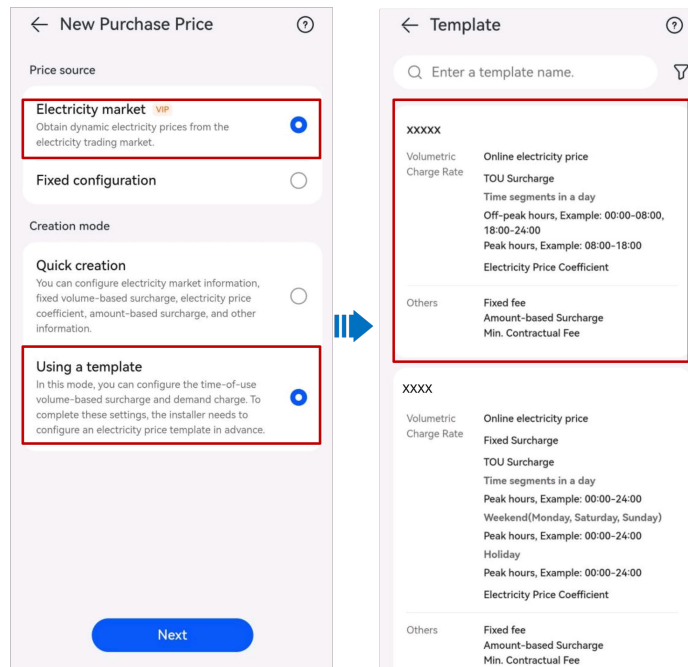 New Purchase Price
Price source
Electricity market VIP
Obtain dynamic electricity prices from the
electricity trading market.
Fixed configuration
Creation mode
Quick creation
You can configure electricity market information,
fixed volume-based surcharge, electricity price
coefficient, amount-based surcharge, and other
information.
Using a template
In this mode, you can configure the time-of-use
volume-based surcharge and demand charge. To
complete these settings, the installer needs to
configure an electricity price template in advance.
Next
Template
Enter a template name.
xxxxx
Volumetric
Charge Rate
Online electricity price
TOU Surcharge
Time segments in a day
Off-peak hours, Example: 00:00-08:00,
18:00-24:00
Peak hours, Example: 08:00-18:00
Electricity Price Coefficient
Others
Fixed fee
Amount-based Surcharge
Min. Contractual Fee
XXXX
Volumetric
Charge Rate
Online electricity price
Fixed Surcharge
TOU Surcharge
Time segments in a day
Peak hours, Example: 00:00-24:00
Weekend(Monday, Saturday, Sunday)
Peak hours, Example: 00:00-24:00
Holiday
Peak hours, Example: 00:00-24:00
Electricity Price Coefficient
Others
Fixed fee
Amount-based Surcharge
Min. Contractual Fee